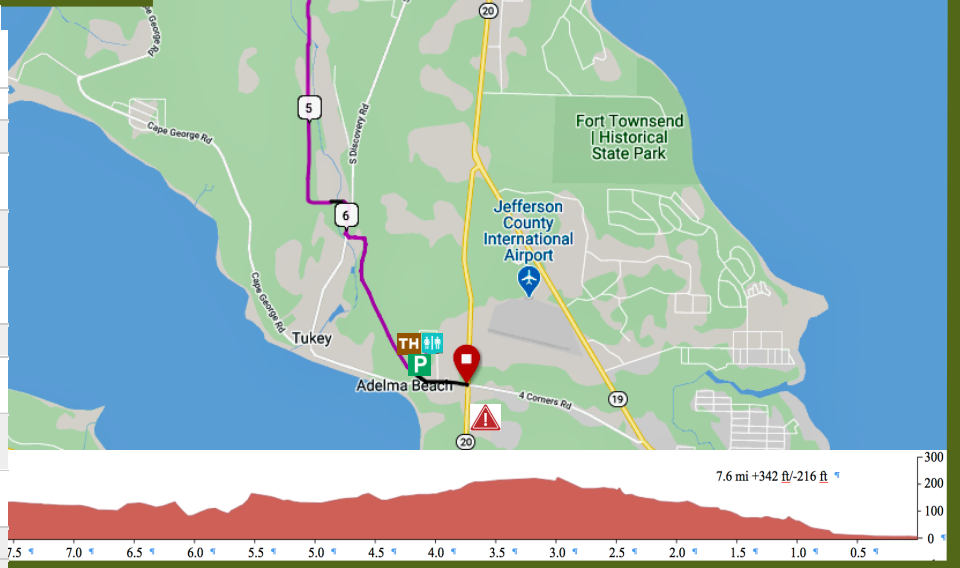 20
e George Rd
5
Cape George Rd
S Discovery Rd
Fort Townsend
| Historical
State Park
6
Jefferson
County
International
Airport
Cape George Rd
Tukey
TH
P
Adelma Beach
4 Corners Rd
19
20
300
7.6 mi +342 ft/-216 ft ¶
200
100
0 ¶
7.5 ¶ 7.0 ¶ 6.5 ¶ 6.0 ¶ 5.5 ¶ 5.0 ¶ 4.5 ¶ 4.0 ¶ 3.5 ¶ 3.0 ¶ 2.5 ¶ 2.0 ¶ 1.5 ¶ 1.0 ¶ 0.5 ¶